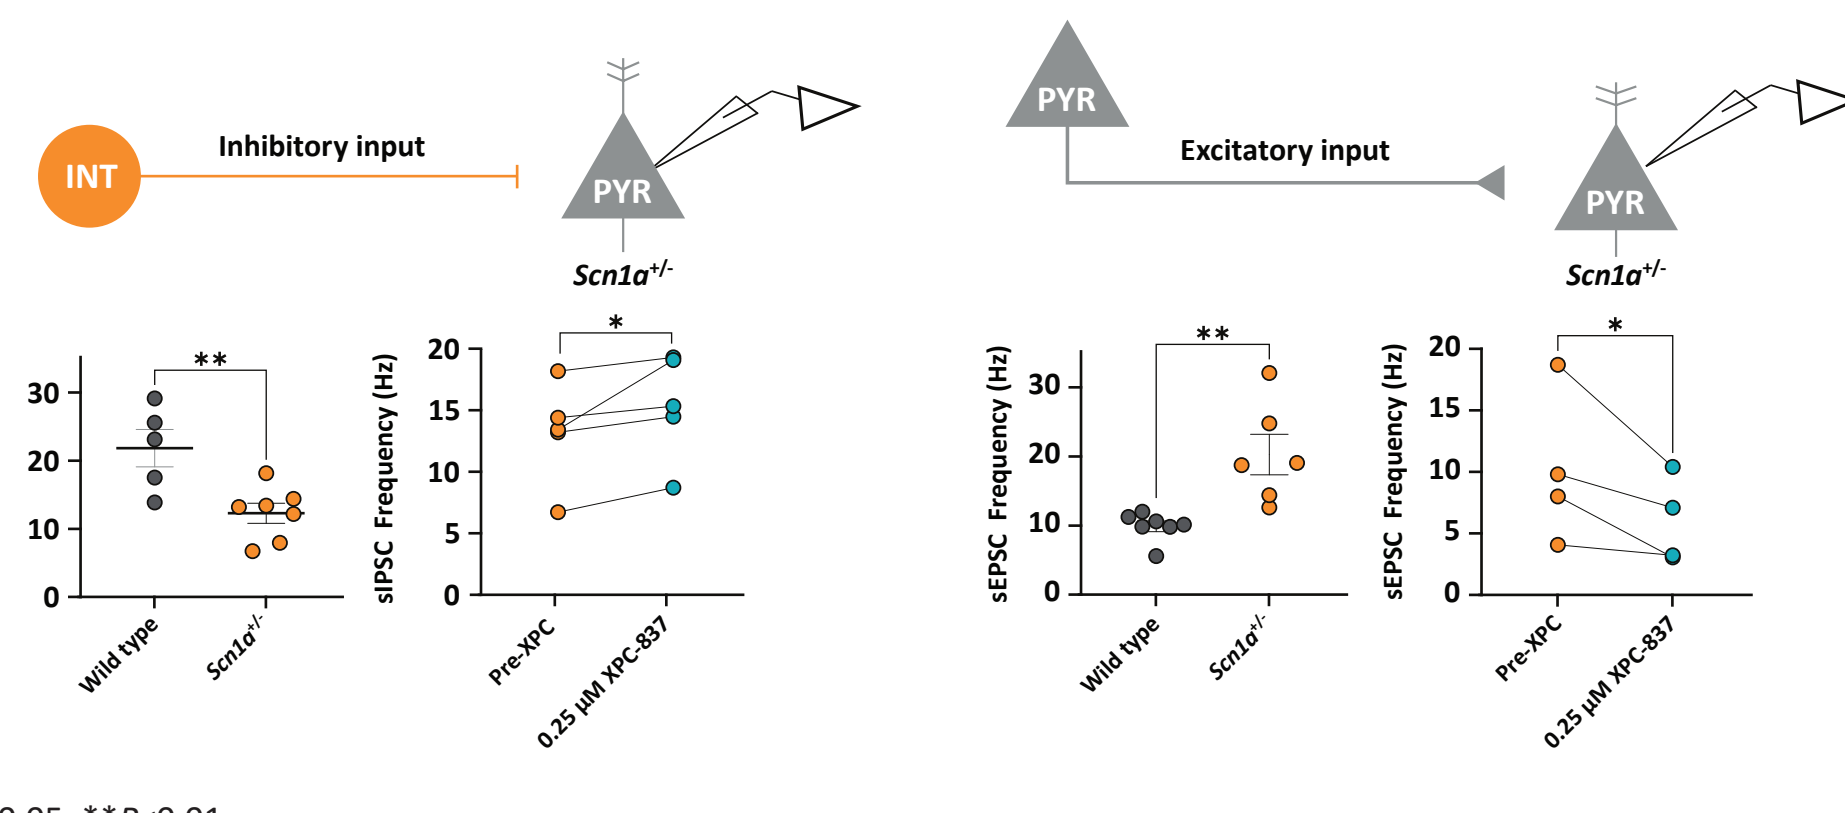 INT
Inhibitory input
PYR
Scn1a+/-
PYR
Excitatory input
PYR
Scn1a+/-
**
30
20
10
0
Wild type
Scn1a+/-
*
sIPSC Frequency (Hz)
20
15
10
5
0
Pre-XPC
0.25 µM XPC-837
**
sEPSC Frequency (Hz)
30
20
10
0
Wild type
Scn1a+/-
*
sEPSC Frequency (Hz)
20
15
10
5
0
Pre-XPC
0.25 µM XPC-837